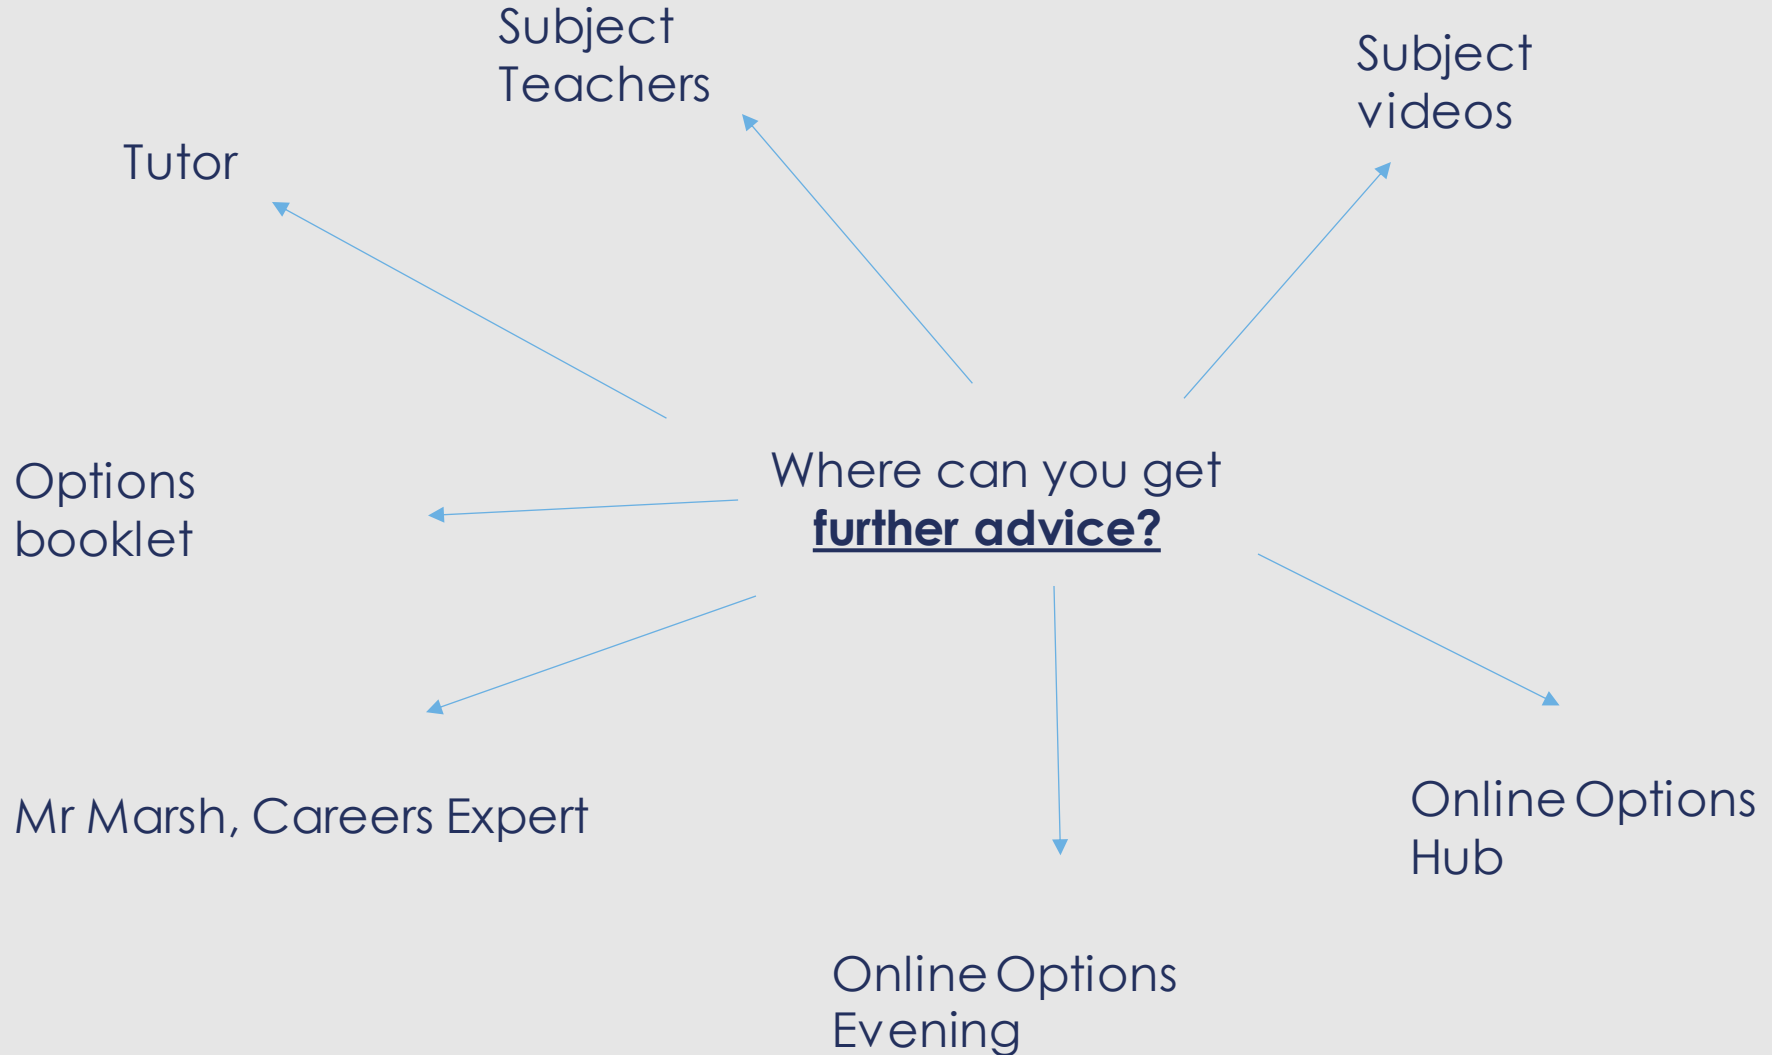 Subject
Teachers
Subject
videos
Tutor
Where can you get
further advice?
Options
booklet
Mr Marsh, Careers Expert
Online Options
Hub
Online Options
Evening